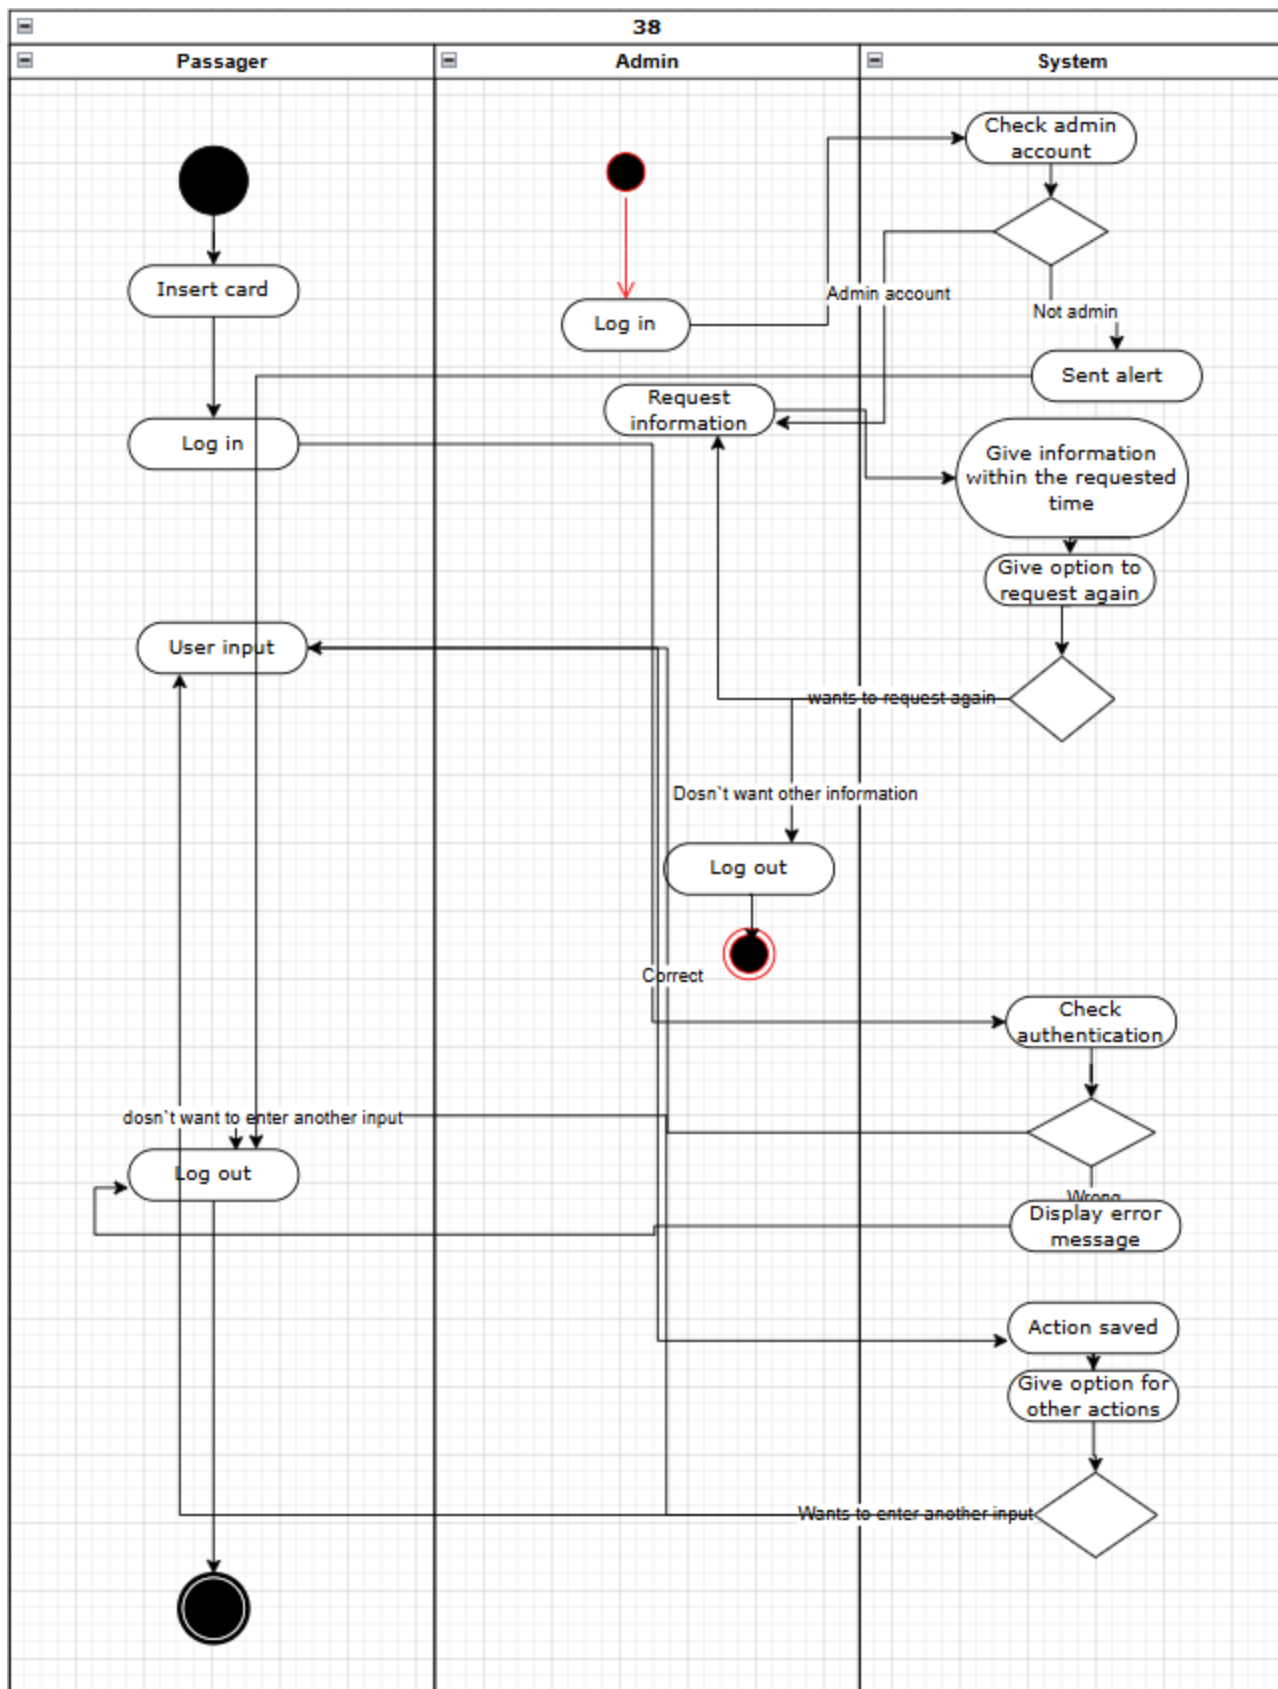 38
Passager
Admin
System
Check admin
account
Insert card
Admin account
Not admin
Log in
Sent alert
Request
information
Log in
Give information
within the requested
time
Give option to
request again
User input
wants to request again
Dosn`t want other information
Log out
Correct
Check
authentication
dosn`t want to enter another input
Log out
Wrong
Display error
message
Action saved
Give option for
other actions
Wants to enter another input